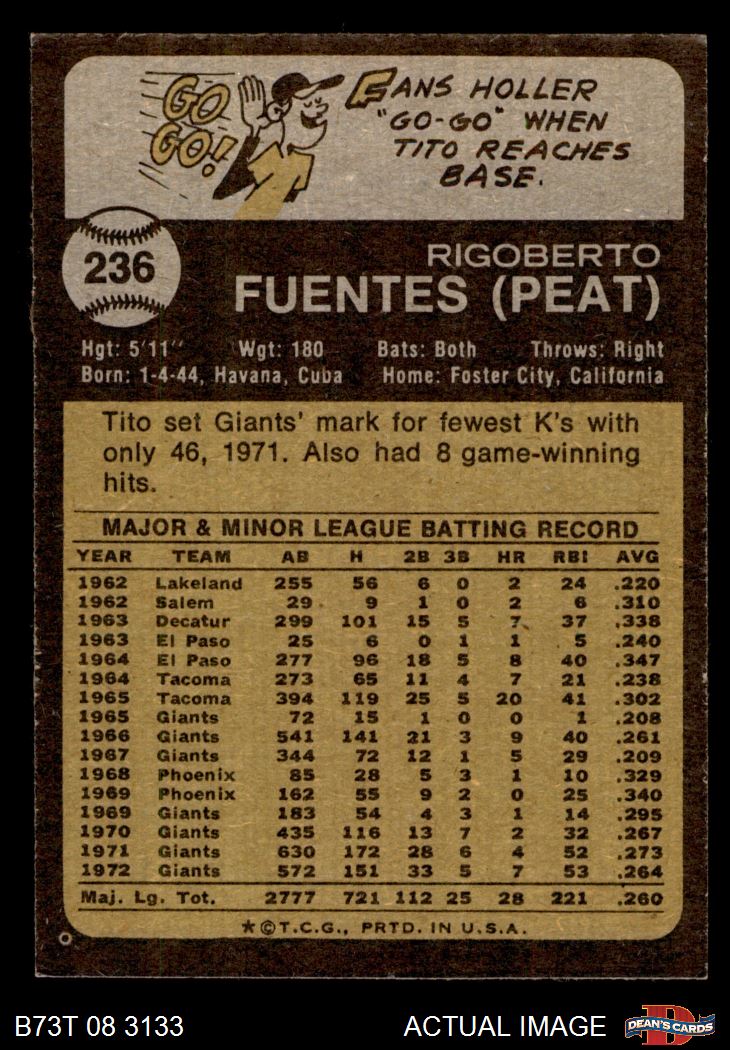 GO
GO!
FANS HOLLER
"GO-GO" WHEN
TITO REACHES
BASE.
236
RIGOBERTO
FUENTES (PEAT)
Hgt: 5'11" Wgt: 180 Bats: Both Throws: Right
Born: 1-4-44, Havana, Cuba Home: Foster City, California
Tito set Giants' mark for fewest K's with
only 46, 1971. Also had 8 game-winning
hits.
MAJOR & MINOR LEAGUE BATTING RECORD
YEAR TEAM AB H 2B 3B HR RBI AVG
1962 Lakeland 255 56 6 0 2 24 .220
1962 Salem 29 9 1 0 2 6 .310
1963 Decatur 299 101 15 5 7 37 .338
1963 El Paso 25 6 0 1 1 5 .240
1964 El Paso 277 96 18 5 8 40 .347
1964 Tacoma 273 65 11 4 7 21 .238
1965 Tacoma 394 119 25 5 20 41 .302
1965 Giants 72 15 1 0 0 1 .208
1966 Giants 541 141 21 3 9 40 .261
1967 Giants 344 72 12 1 5 29 .209
1968 Phoenix 85 28 5 3 1 10 .329
1969 Phoenix 162 55 9 2 0 25 .340
1969 Giants 183 54 4 3 1 14 .295
1970 Giants 435 116 13 7 2 32 .267
1971 Giants 630 172 28 6 4 52 .273
1972 Giants 572 151 33 5 7 53 .264
Maj. Lg. Tot. 2777 721 112 25 28 221 .260
★©T.C.G., PRTD. IN U.S.A.
B73T 08 3133 ACTUAL IMAGE
D
DEAN'S CARDS